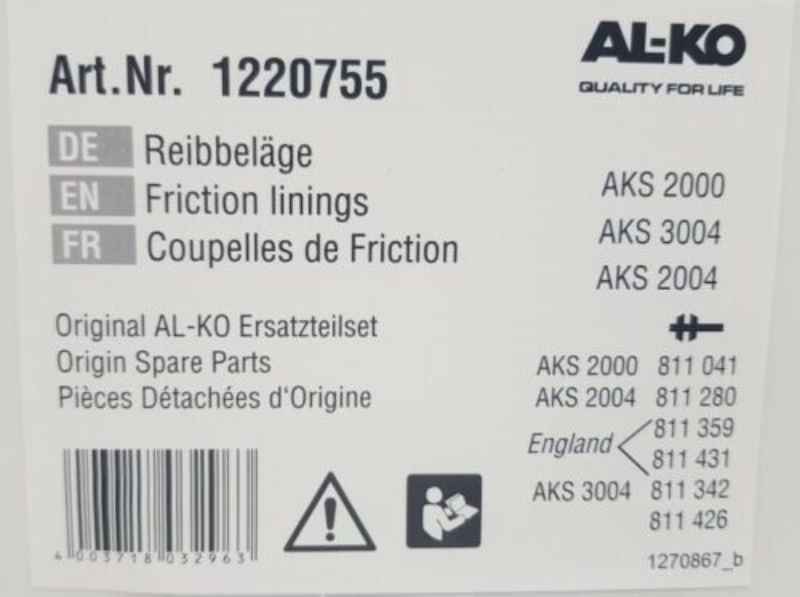 AL-KO
QUALITY FOR LIFE
Art.Nr. 1220755
DE Reibbeläge
EN Friction linings
FR Coupelles de Friction
AKS 2000
AKS 3004
AKS 2004
Original AL-KO Ersatzteilset
Origin Spare Parts
Pièces Détachées d'Origine
AKS 2000 811 041
AKS 2004 811 280
England 811 359
811 431
AKS 3004 811 342
811 426
4 003718 032963
1270867_b